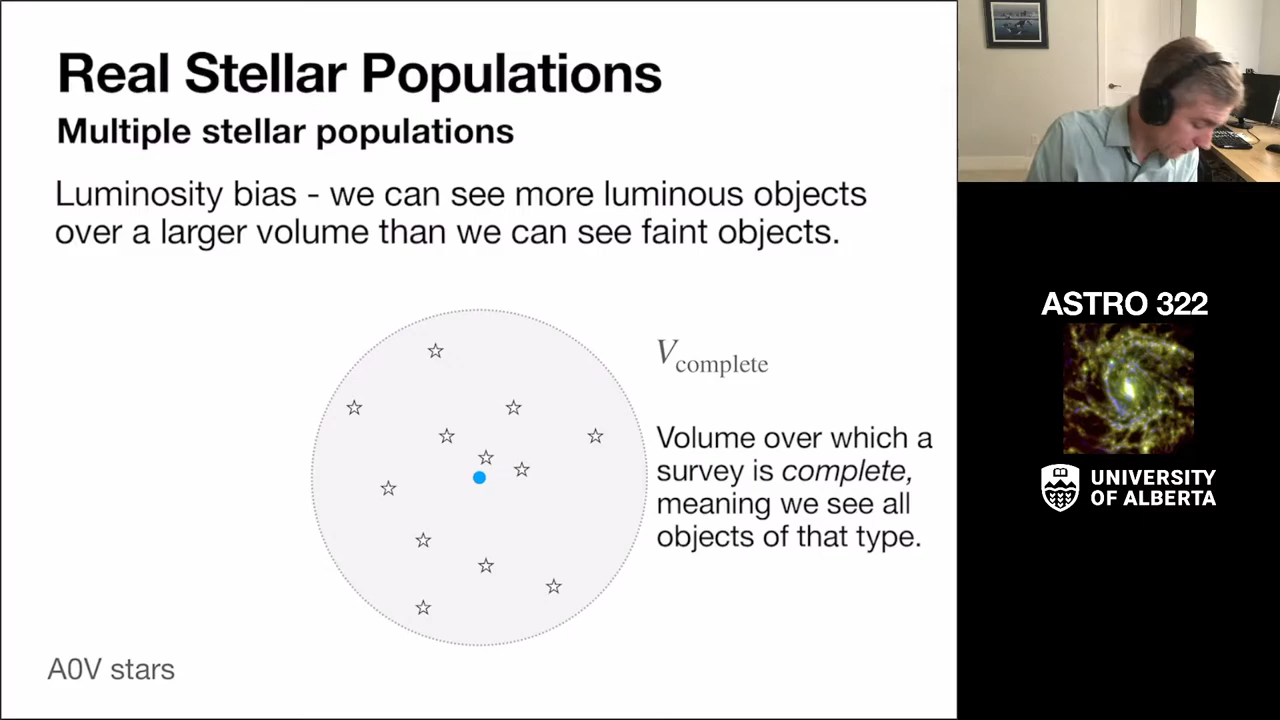 Real Stellar Populations
Multiple stellar populations
Luminosity bias - we can see more luminous objects
over a larger volume than we can see faint objects.
Vcomplete
Volume over which a
survey is complete,
meaning we see all
objects of that type.
A0V stars
ASTRO 322
UNIVERSITY
OF ALBERTA